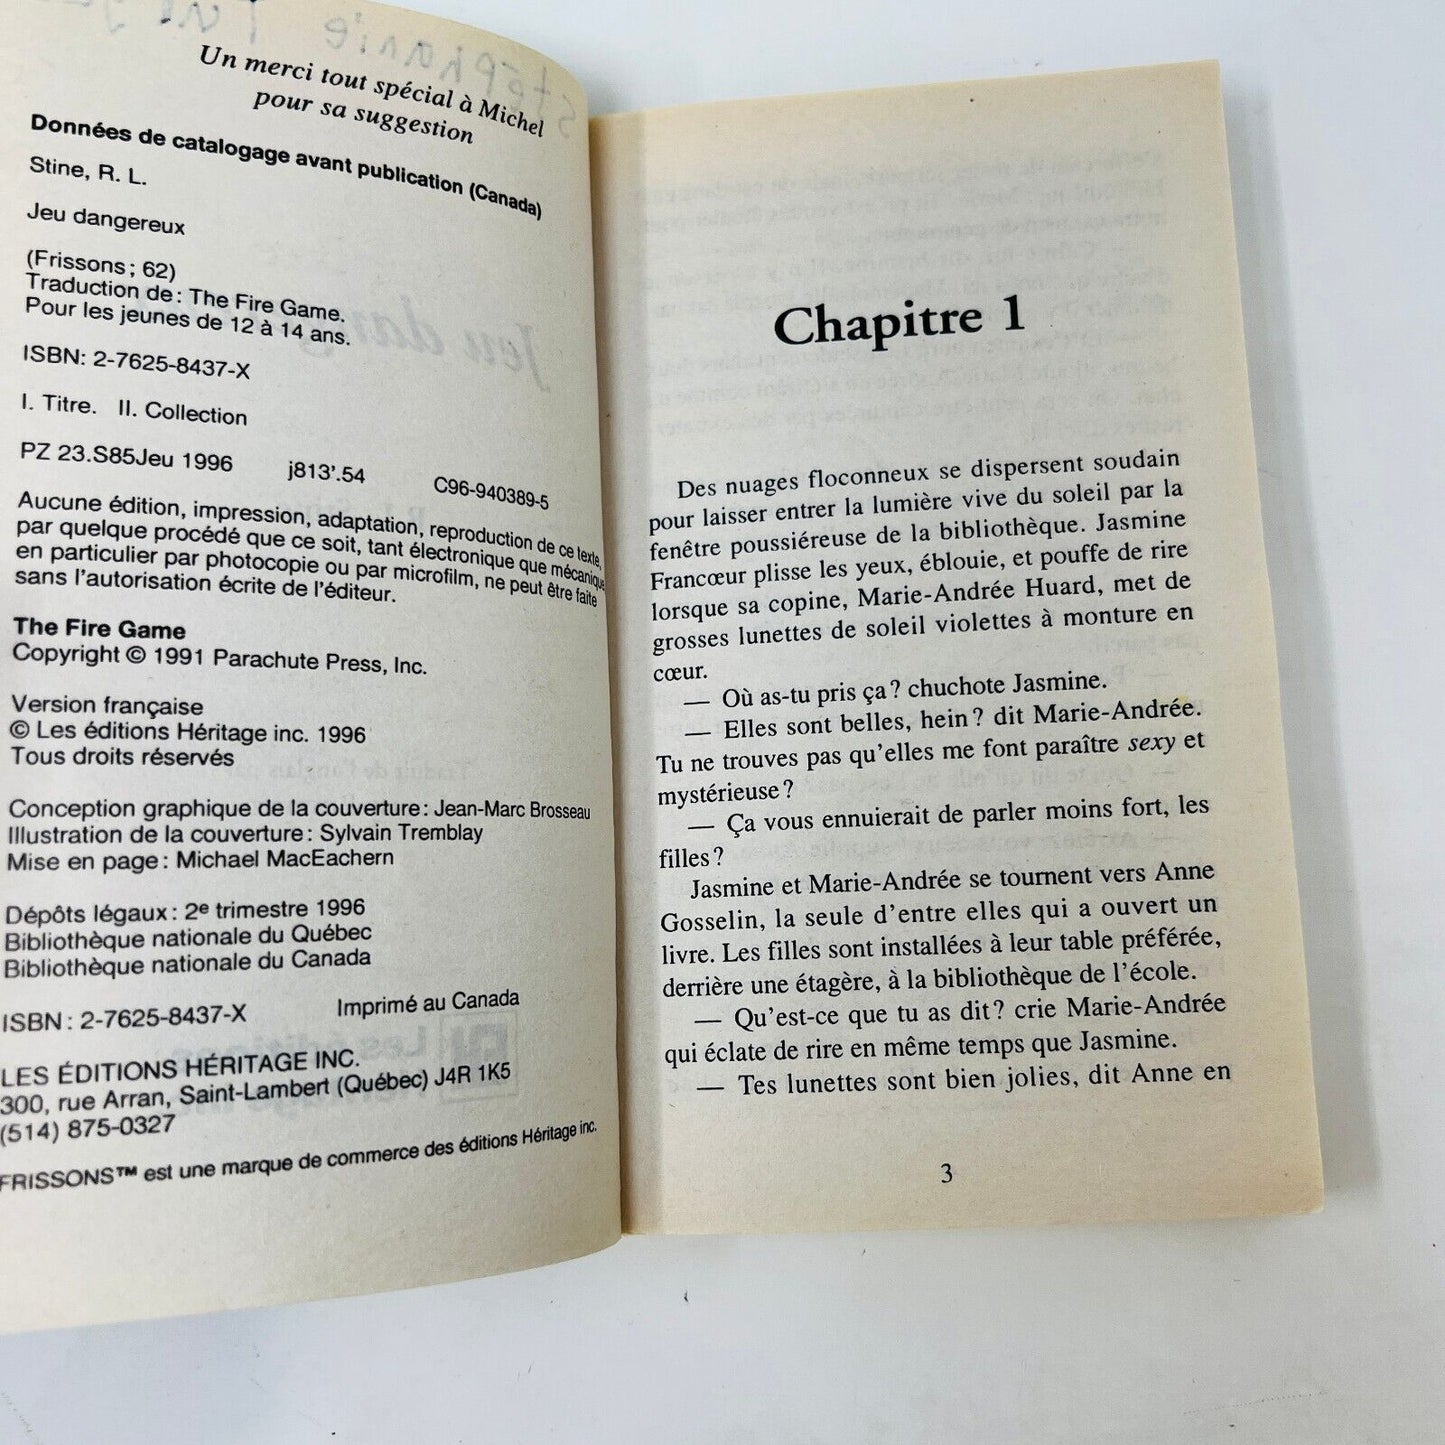 Stéphanie
Un merci tout spécial à Michel
pour sa suggestion
Données de catalogage avant publication (Canada)
Stine, R. L.
Jeu dangereux
(Frissons ; 62)
Traduction de : The Fire Game.
Pour les jeunes de 12 à 14 ans.
ISBN: 2-7625-8437-X
I. Titre. II. Collection
PZ 23.S85Jeu 1996 j813'.54 C96-940389-5
Aucune édition, impression, adaptation, reproduction de ce texte,
par quelque procédé que ce soit, tant électronique que mécanique,
en particulier par photocopie ou par microfilm, ne peut être faite
sans l'autorisation écrite de l'éditeur.
The Fire Game
Copyright © 1991 Parachute Press, Inc.
Version française
© Les éditions Héritage inc. 1996
Tous droits réservés
Conception graphique de la couverture : Jean-Marc Brosseau
Illustration de la couverture : Sylvain Tremblay
Mise en page : Michael MacEachern
Dépôts légaux : 2e trimestre 1996
Bibliothèque nationale du Québec
Bibliothèque nationale du Canada
ISBN : 2-7625-8437-X Imprimé au Canada
LES ÉDITIONS HÉRITAGE INC.
300, rue Arran, Saint-Lambert (Québec) J4R 1K5
(514) 875-0327
FRISSONS™ est une marque de commerce des éditions Héritage inc.
Chapitre 1
Des nuages floconneux se dispersent soudain
pour laisser entrer la lumière vive du soleil par la
fenêtre poussiéreuse de la bibliothèque. Jasmine
Francœur plisse les yeux, éblouie, et pouffe de rire
lorsque sa copine, Marie-Andrée Huard, met de
grosses lunettes de soleil violettes à monture en
cœur.
— Où as-tu pris ça ? chuchote Jasmine.
— Elles sont belles, hein ? dit Marie-Andrée.
Tu ne trouves pas qu'elles me font paraître sexy et
mystérieuse ?
— Ça vous ennuierait de parler moins fort, les
filles ?
Jasmine et Marie-Andrée se tournent vers Anne
Gosselin, la seule d'entre elles qui a ouvert un
livre. Les filles sont installées à leur table préférée,
derrière une étagère, à la bibliothèque de l'école.
— Qu'est-ce que tu as dit ? crie Marie-Andrée
qui éclate de rire en même temps que Jasmine.
— Tes lunettes sont bien jolies, dit Anne en
3